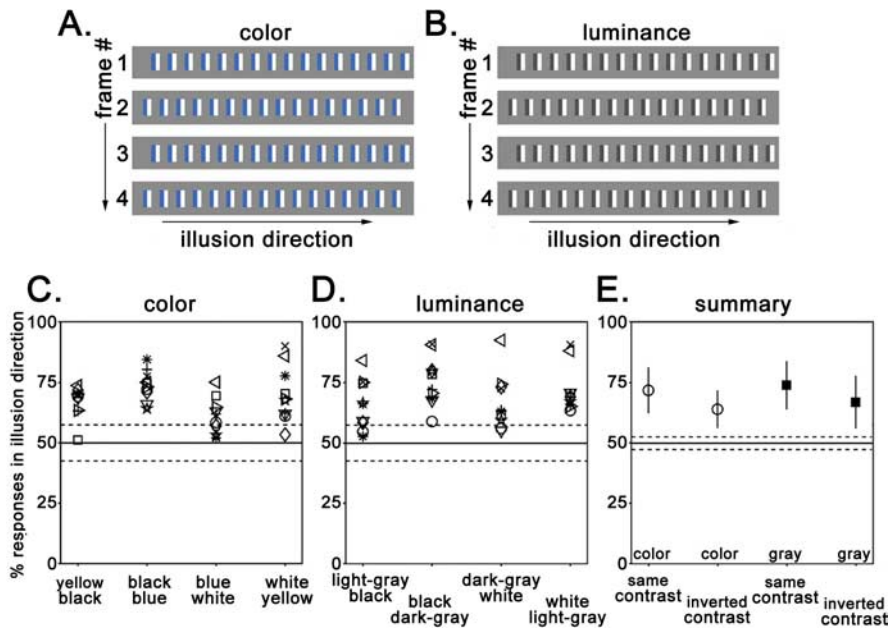 A.
color
B.
luminance
frame #
1
2
3
4
illusion direction
1
2
3
4
frame #
illusion direction
C.
color
D.
luminance
E.
summary
% responses in illusion direction
100
75
50
25
0
yellow
black
black
blue
blue
white
white
yellow
100
75
50
25
0
light-gray
black
black
dark-gray
dark-gray
white
white
light-gray
100
75
50
25
0
color
color
gray
gray
same
contrast
inverted
contrast
same
contrast
inverted
contrast